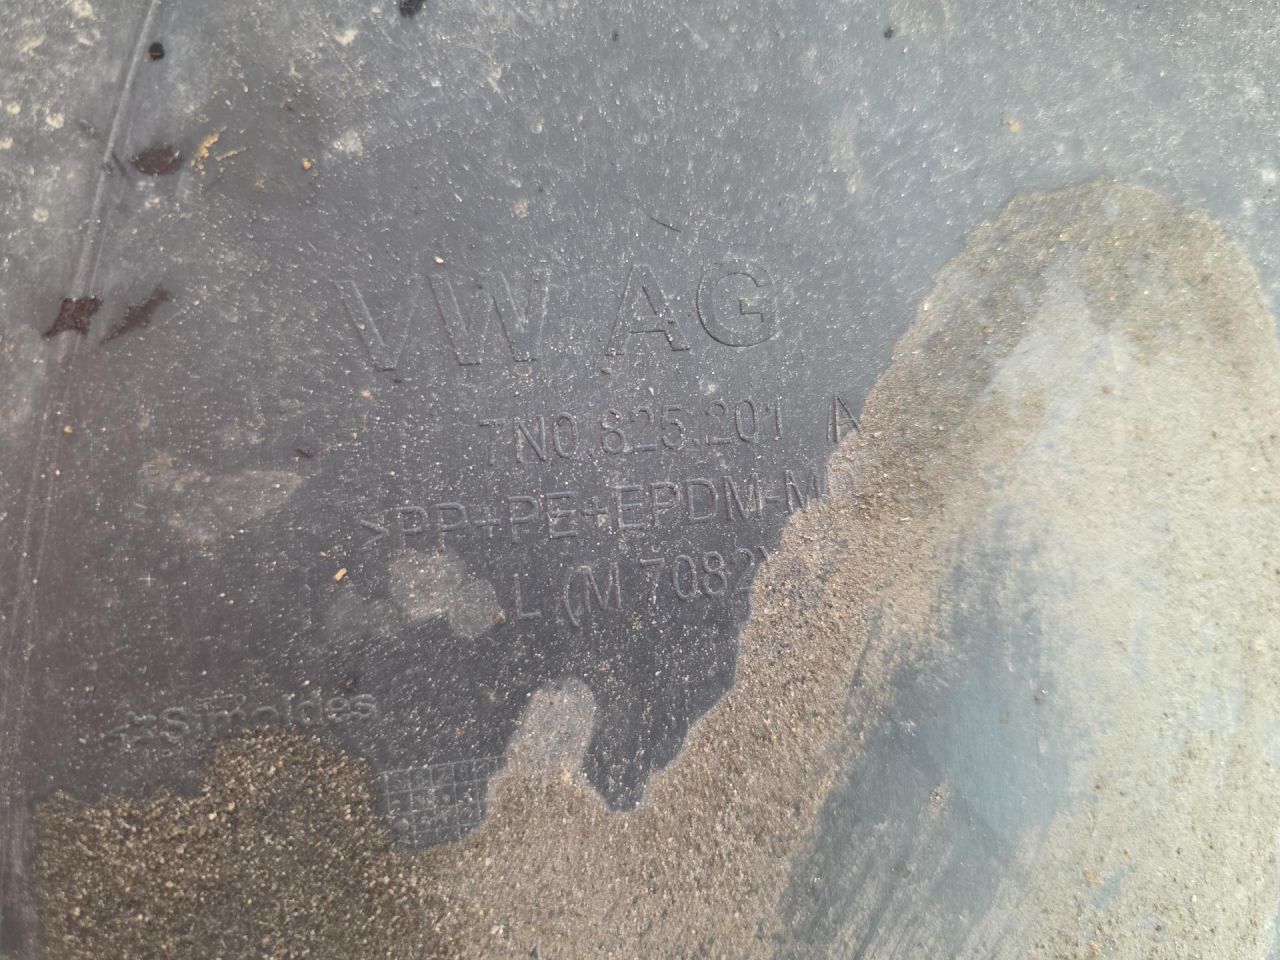 VW AG
7N0.825.201 A
>PP+PE+EPDM-M
L (M 7082)
Simoldes